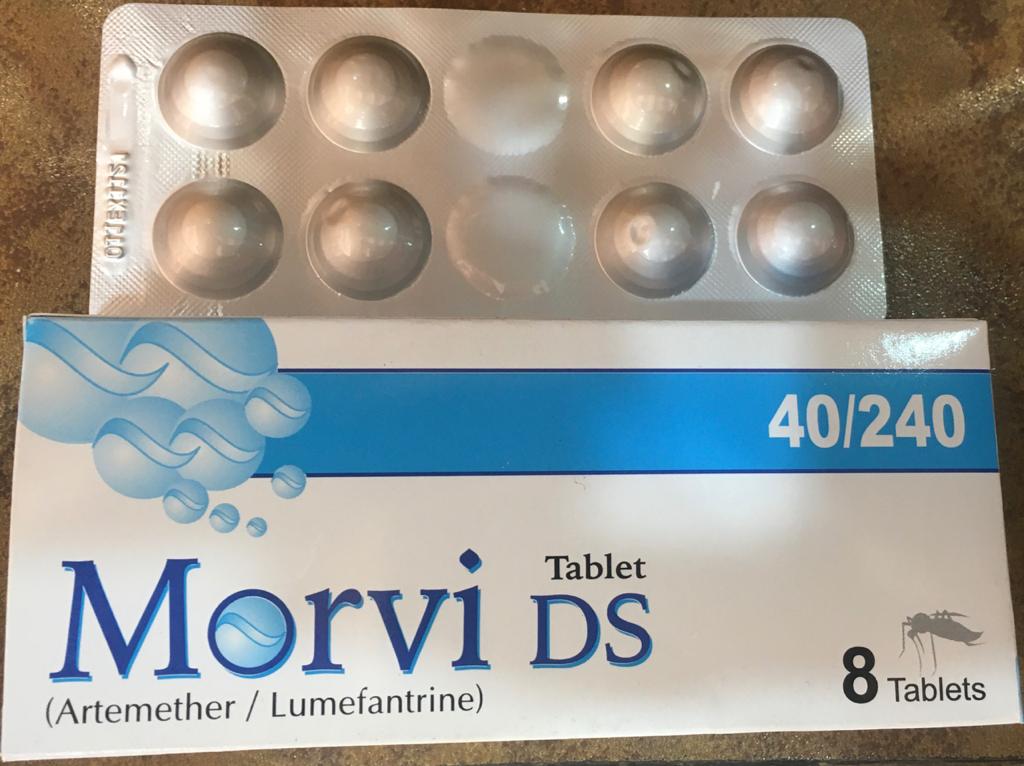 40/240
Morvi Tablet DS
(Artemether / Lumefantrine)
8 Tablets